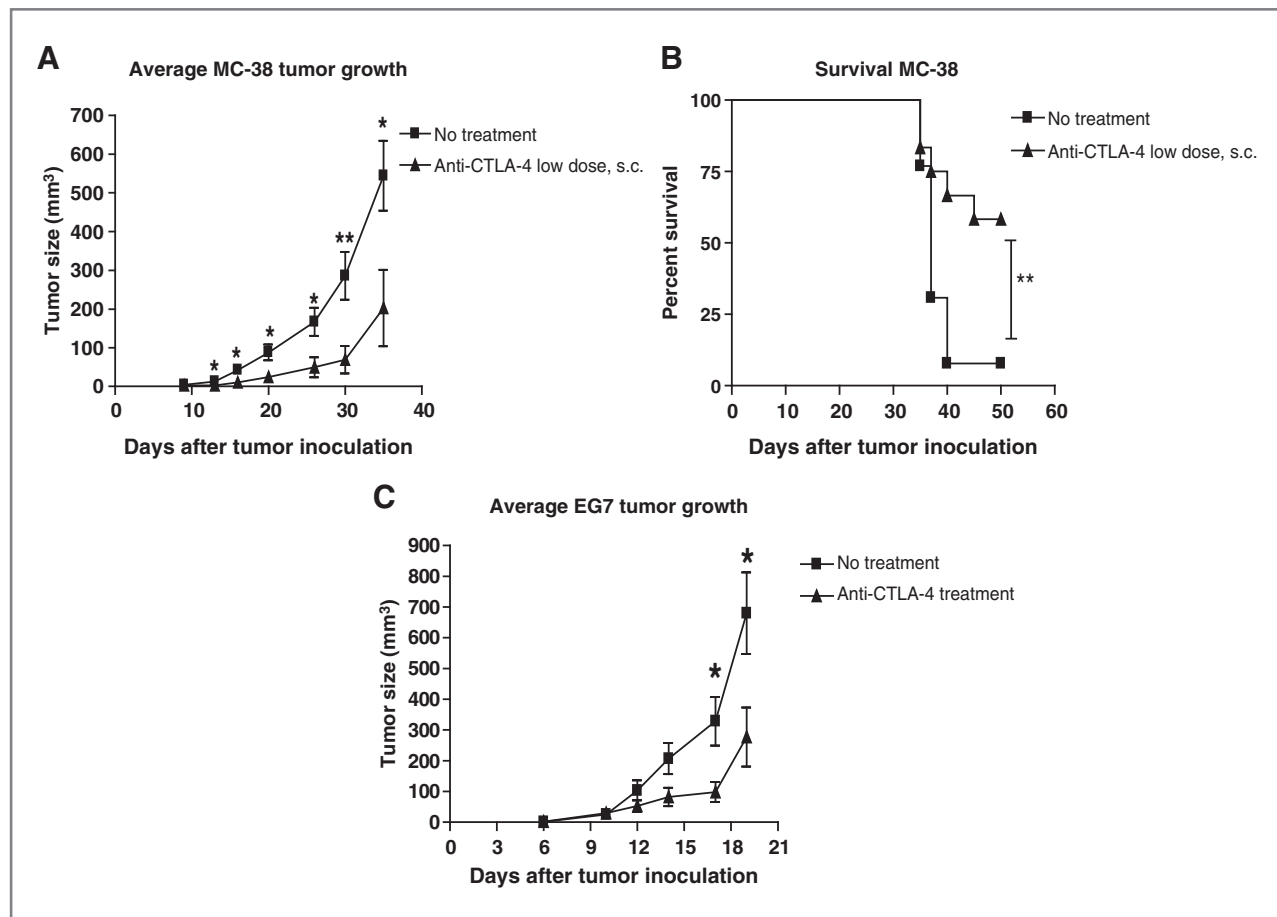 A
Average MC-38 tumor growth
700
600
500
400
300
200
100
0
Tumor size (mm³)
*
*
*
*
**
*
No treatment
Anti-CTLA-4 low dose, s.c.
0 10 20 30 40
Days after tumor inoculation
B
Survival MC-38
100
75
50
25
0
Percent survival
No treatment
Anti-CTLA-4 low dose, s.c.
**
0 10 20 30 40 50 60
Days after tumor inoculation
C
Average EG7 tumor growth
900
800
700
600
500
400
300
200
100
0
Tumor size (mm³)
*
*
No treatment
Anti-CTLA-4 treatment
0 3 6 9 12 15 18 21
Days after tumor inoculation